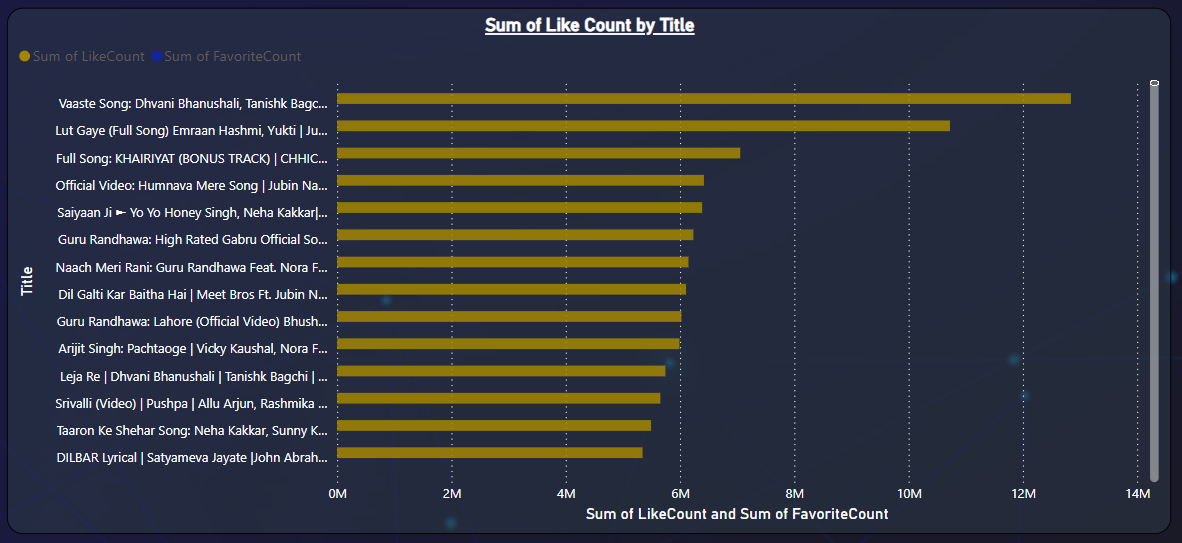 Sum of Like Count by Title
Sum of LikeCount Sum of FavoriteCount
Title
Vaaste Song: Dhvani Bhanushali, Tanishk Bagc...
Lut Gaye (Full Song) Emraan Hashmi, Yukti | Ju...
Full Song: KHAIRIYAT (BONUS TRACK) | CHHIC...
Official Video: Humnava Mere Song | Jubin Na...
Saiyaan Ji ► Yo Yo Honey Singh, Neha Kakkar|...
Guru Randhawa: High Rated Gabru Official So...
Naach Meri Rani: Guru Randhawa Feat. Nora F...
Dil Galti Kar Baitha Hai | Meet Bros Ft. Jubin N...
Guru Randhawa: Lahore (Official Video) Bhush...
Arijit Singh: Pachtaoge | Vicky Kaushal, Nora F...
Leja Re | Dhvani Bhanushali | Tanishk Bagchi | ...
Srivalli (Video) | Pushpa | Allu Arjun, Rashmika ...
Taaron Ke Shehar Song: Neha Kakkar, Sunny K...
DILBAR Lyrical | Satyameva Jayate |John Abrah...
0M 2M 4M 6M 8M 10M 12M 14M
Sum of LikeCount and Sum of FavoriteCount